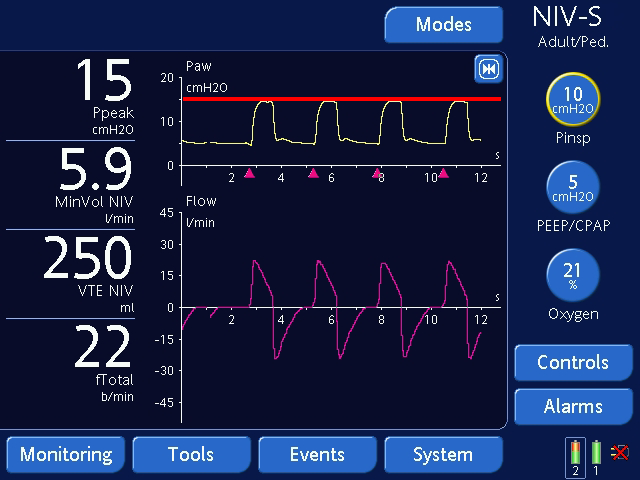 Modes
NIV-S
Adult/Ped.
15
Ppeak
cmH2O
5.9
MinVol NIV
l/min
250
VTE NIV
ml
22
fTotal
b/min
Paw
cmH2O
20
10
0
2 4 6 8 10 12
s
Flow
l/min
45
30
15
0
-15
-30
-45
2 4 6 8 10 12
s
10
cmH2O
Pinsp
5
cmH2O
PEEP/CPAP
21
%
Oxygen
Controls
Alarms
Monitoring Tools Events System
2 1